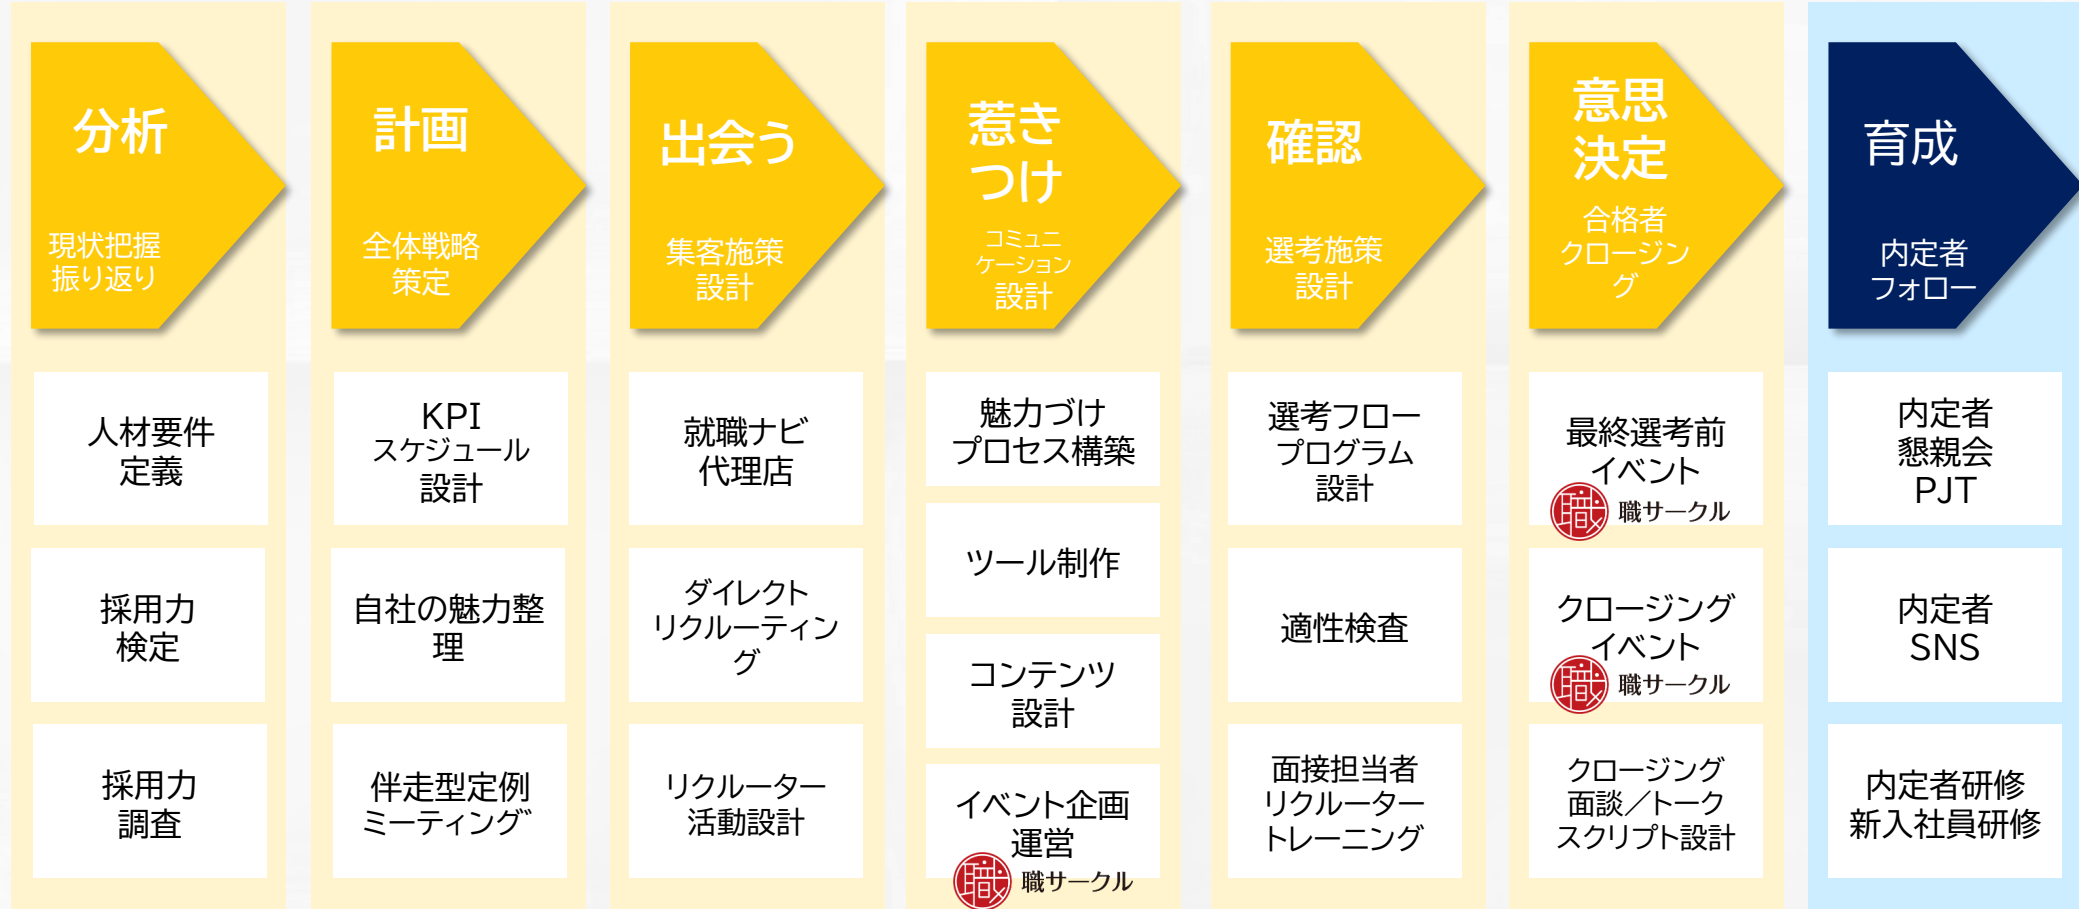 分析
現状把握
振り返り
計画
全体戦略
策定
出会う
集客施策
設計
惹き
つけ
コミュニ
ケーション
設計
確認
選考施策
設計
意思
決定
合格者
クロージン
グ
育成
内定者
フォロー
人材要件
定義
採用力
検定
採用力
調査
KPI
スケジュール
設計
自社の魅力整
理
伴走型定例
ミーティング
就職ナビ
代理店
ダイレクト
リクルーティン
グ
リクルーター
活動設計
魅力づけ
プロセス構築
ツール制作
コンテンツ
設計
イベント企画
運営
職 職サークル
選考フロー
プログラム
設計
適性検査
面接担当者
リクルーター
トレーニング
最終選考前
イベント
職 職サークル
クロージング
イベント
職 職サークル
クロージング
面談／トーク
スクリプト設計
内定者
懇親会
PJT
内定者
SNS
内定者研修
新入社員研修